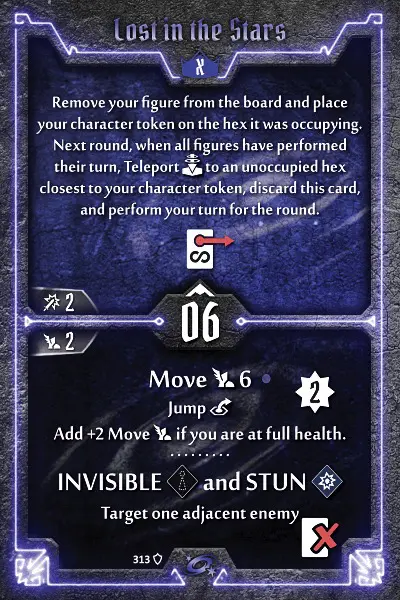 Lost in the Stars
X
Remove your figure from the board and place
your character token on the hex it was occupying.
Next round, when all figures have performed
their turn, Teleport to an unoccupied hex
closest to your character token, discard this card,
and perform your turn for the round.
2
06
2
Move 6
2
Jump
Add +2 Move if you are at full health.
INVISIBLE and STUN
Target one adjacent enemy
313